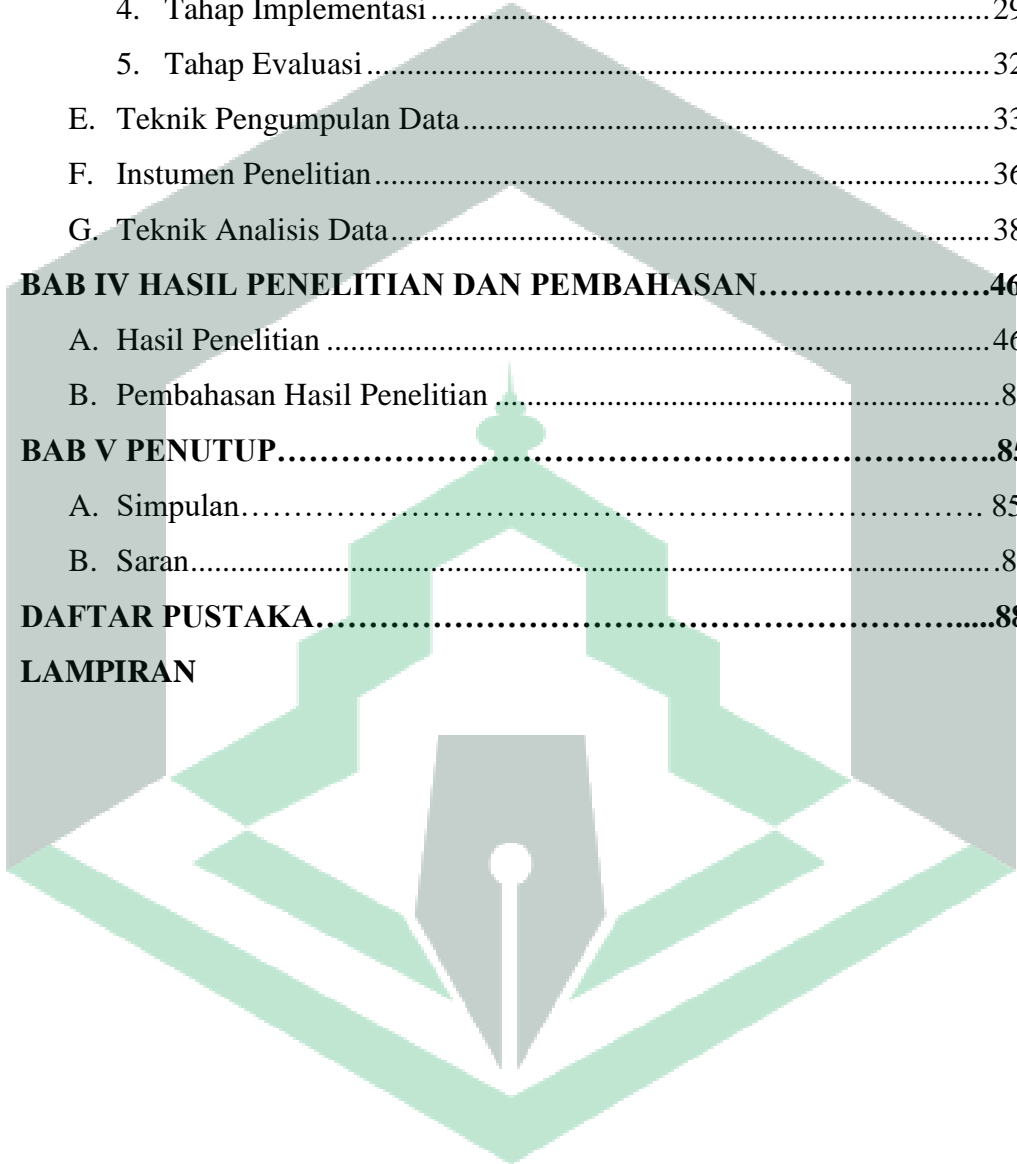 4. Tahap Implementasi................................................................29
5. Tahap Evaluasi................................................................32
E. Teknik Pengumpulan Data................................................................33
F. Instumen Penelitian................................................................36
G. Teknik Analisis Data................................................................38
BAB IV HASIL PENELITIAN DAN PEMBAHASAN………………….46
A. Hasil Penelitian ................................................................46
B. Pembahasan Hasil Penelitian ................................................................8
BAB V PENUTUP……………………………………………………………..85
A. Simpulan……………………………………………………………. 85
B. Saran................................................................8
DAFTAR PUSTAKA……………………………………………………….....88
LAMPIRAN